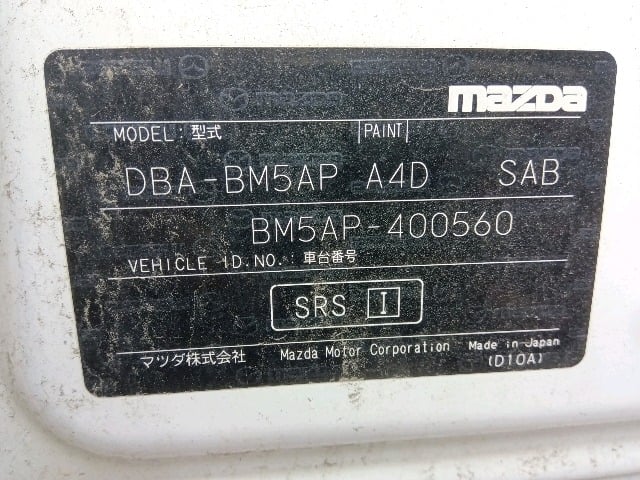 mazda
MODEL: 型式 PAINT
DBA-BM5AP A4D SAB
BM5AP-400560
VEHICLE ID.NO.: 車台番号
SRS I
マツダ株式会社 Mazda Motor Corporation Made in Japan
(D10A)